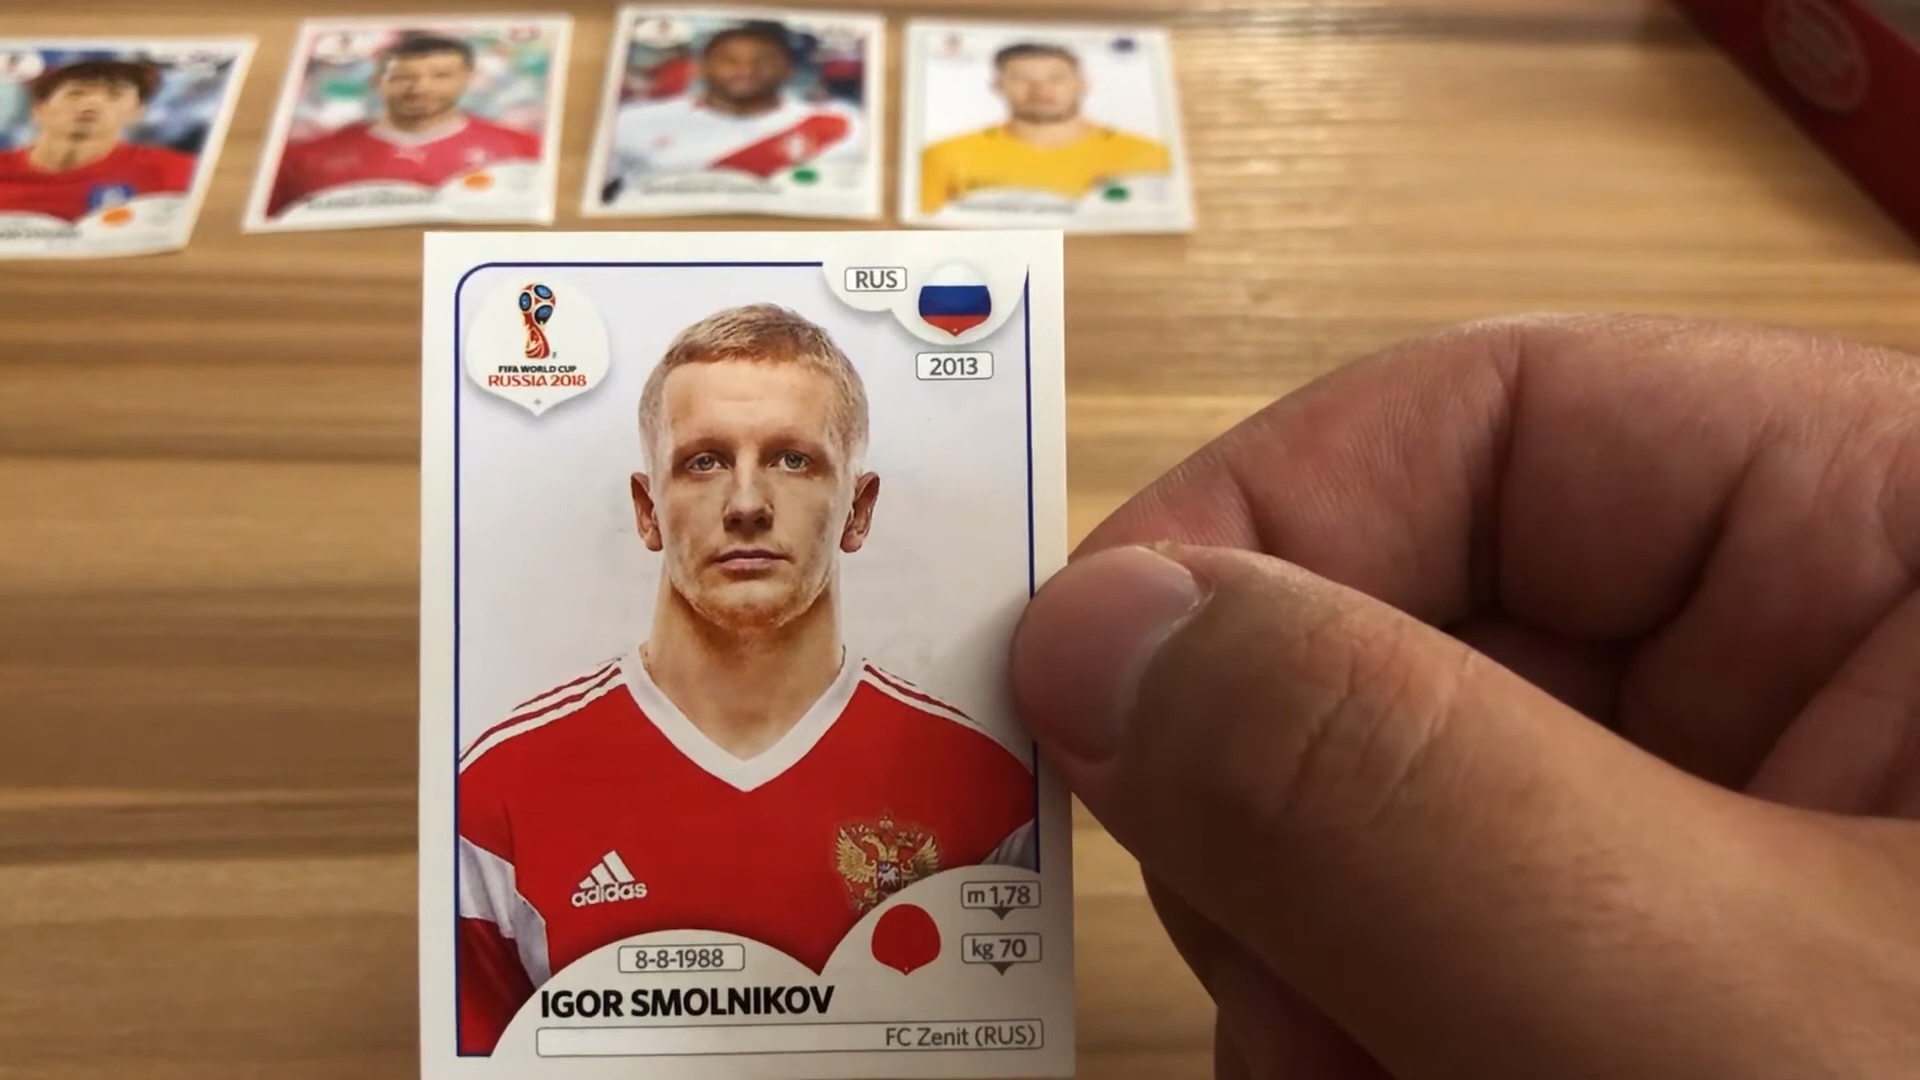 RUS
FIFA WORLD CUP
RUSSIA 2018
2013
adidas
m 1,78
kg 70
8-8-1988
IGOR SMOLNIKOV
FC Zenit (RUS)